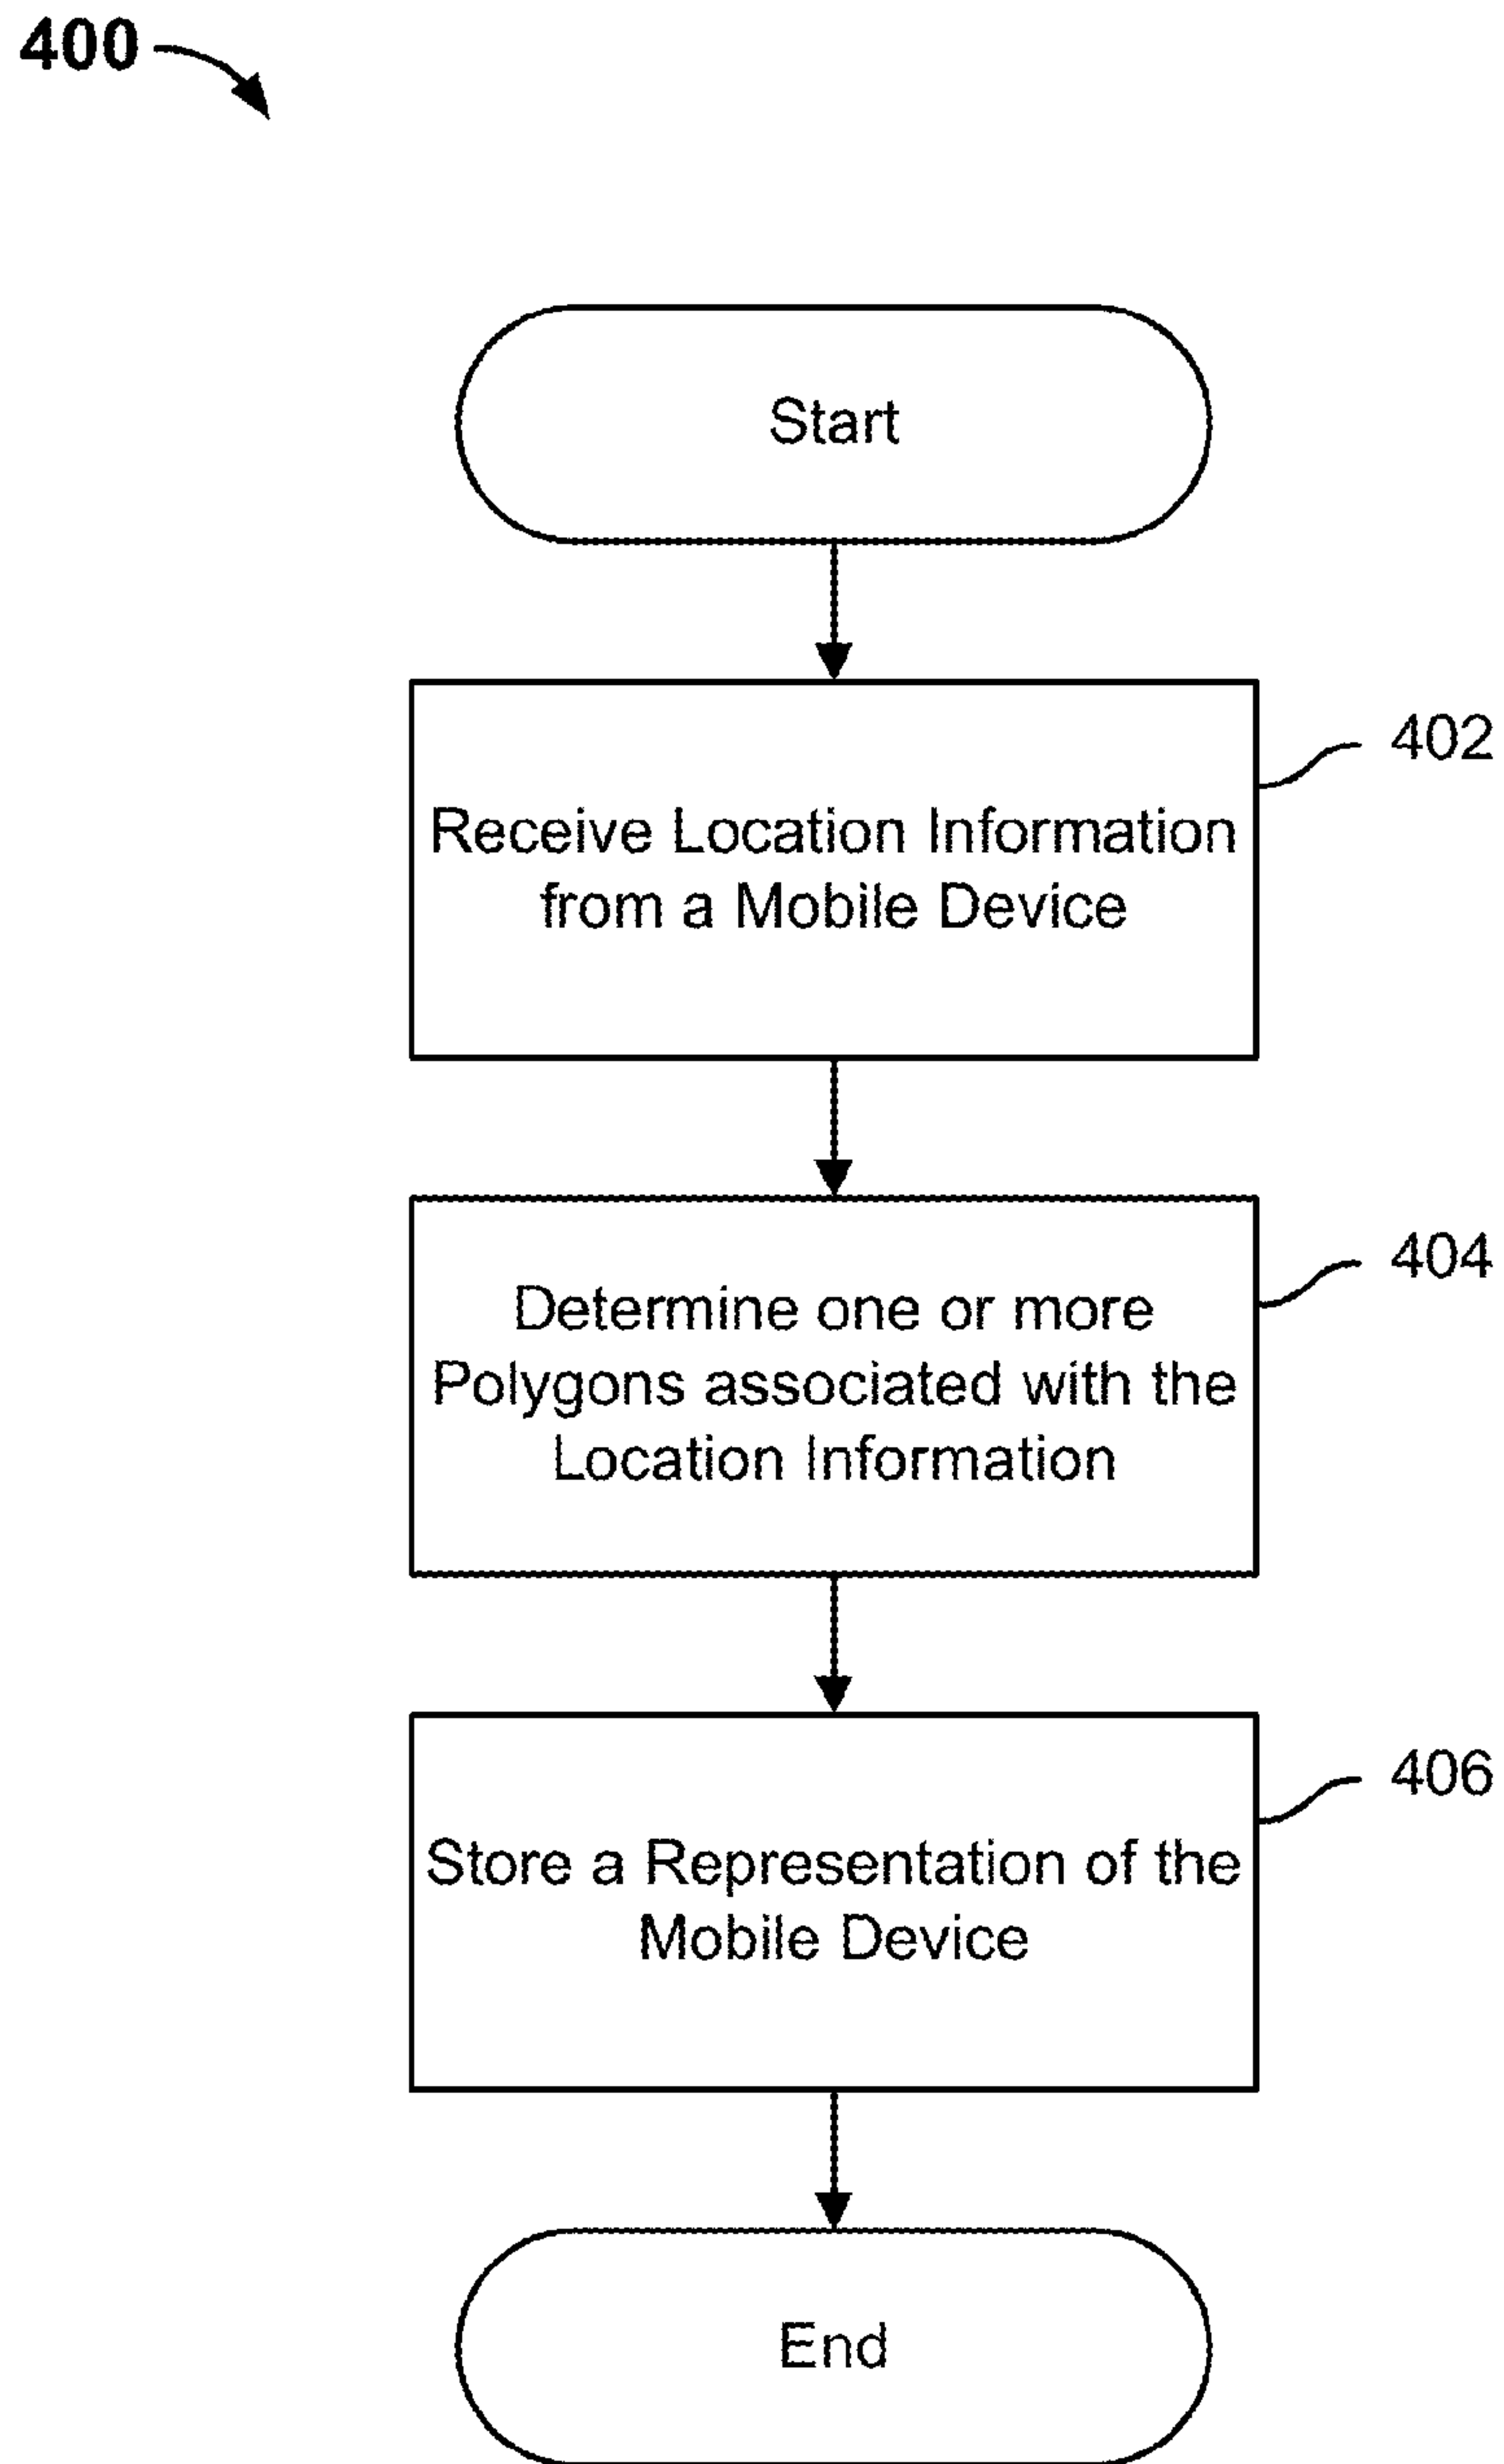 400
Start
Receive Location Information
from a Mobile Device
402
Determine one or more
Polygons associated with the
Location Information
404
Store a Representation of the
Mobile Device
406
End